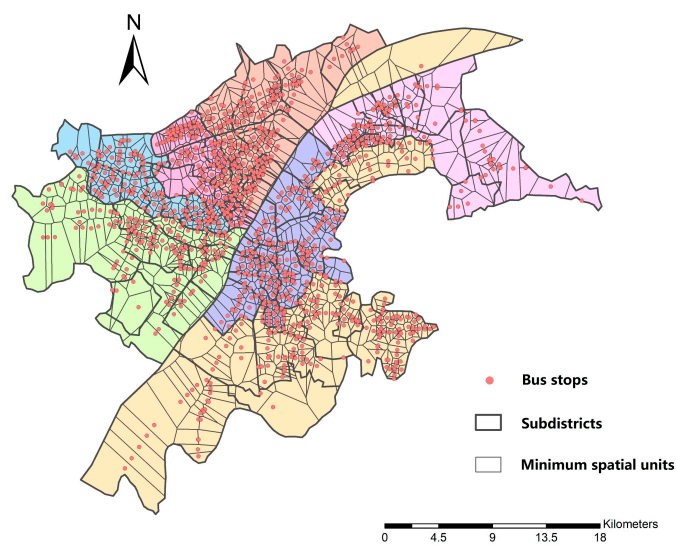 N
Bus stops
Subdistricts
Minimum spatial units
Kilometers
0 4.5 9 13.5 18